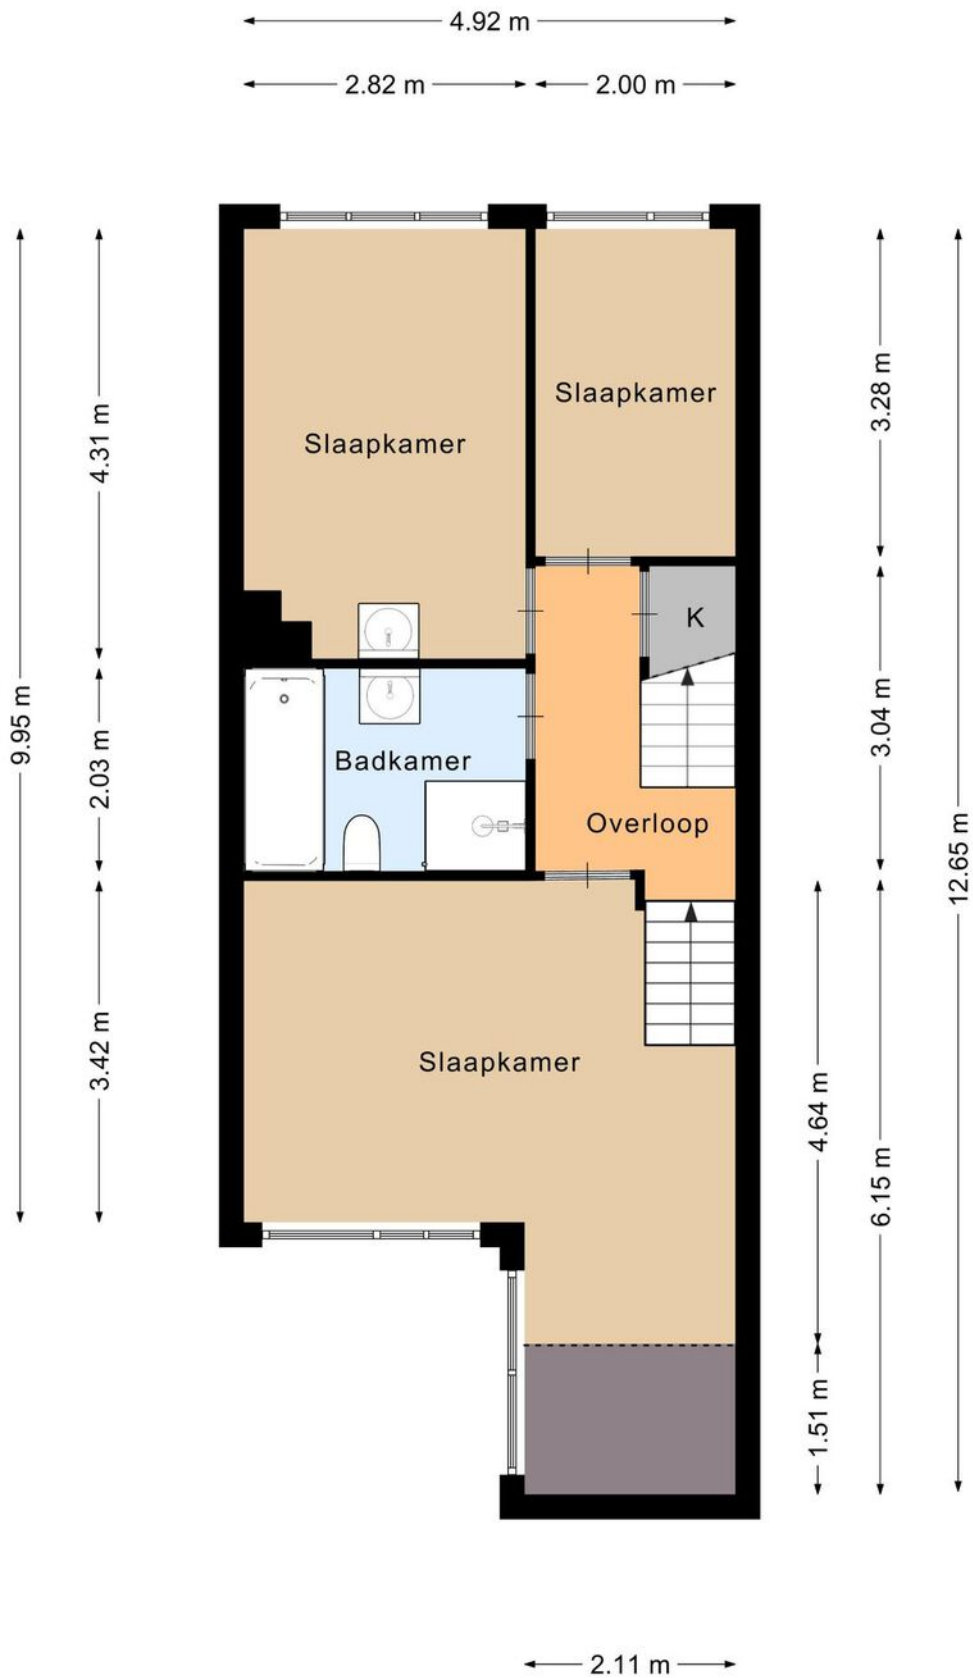 4.92 m
2.82 m
2.00 m
Slaapkamer
Slaapkamer
3.28 m
4.31 m
K
9.95 m
2.03 m
3.04 m
Badkamer
Overloop
12.65 m
3.42 m
Slaapkamer
4.64 m
6.15 m
1.51 m
2.11 m